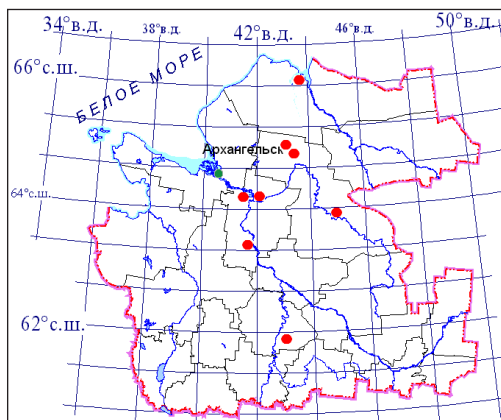 34°в.д.
38°в.д.
42°в.д.
46°в.д.
50°в.д.
66°с.ш.
БЕЛОЕ МОРЕ
Архангельск
64°с.ш.
62°с.ш.